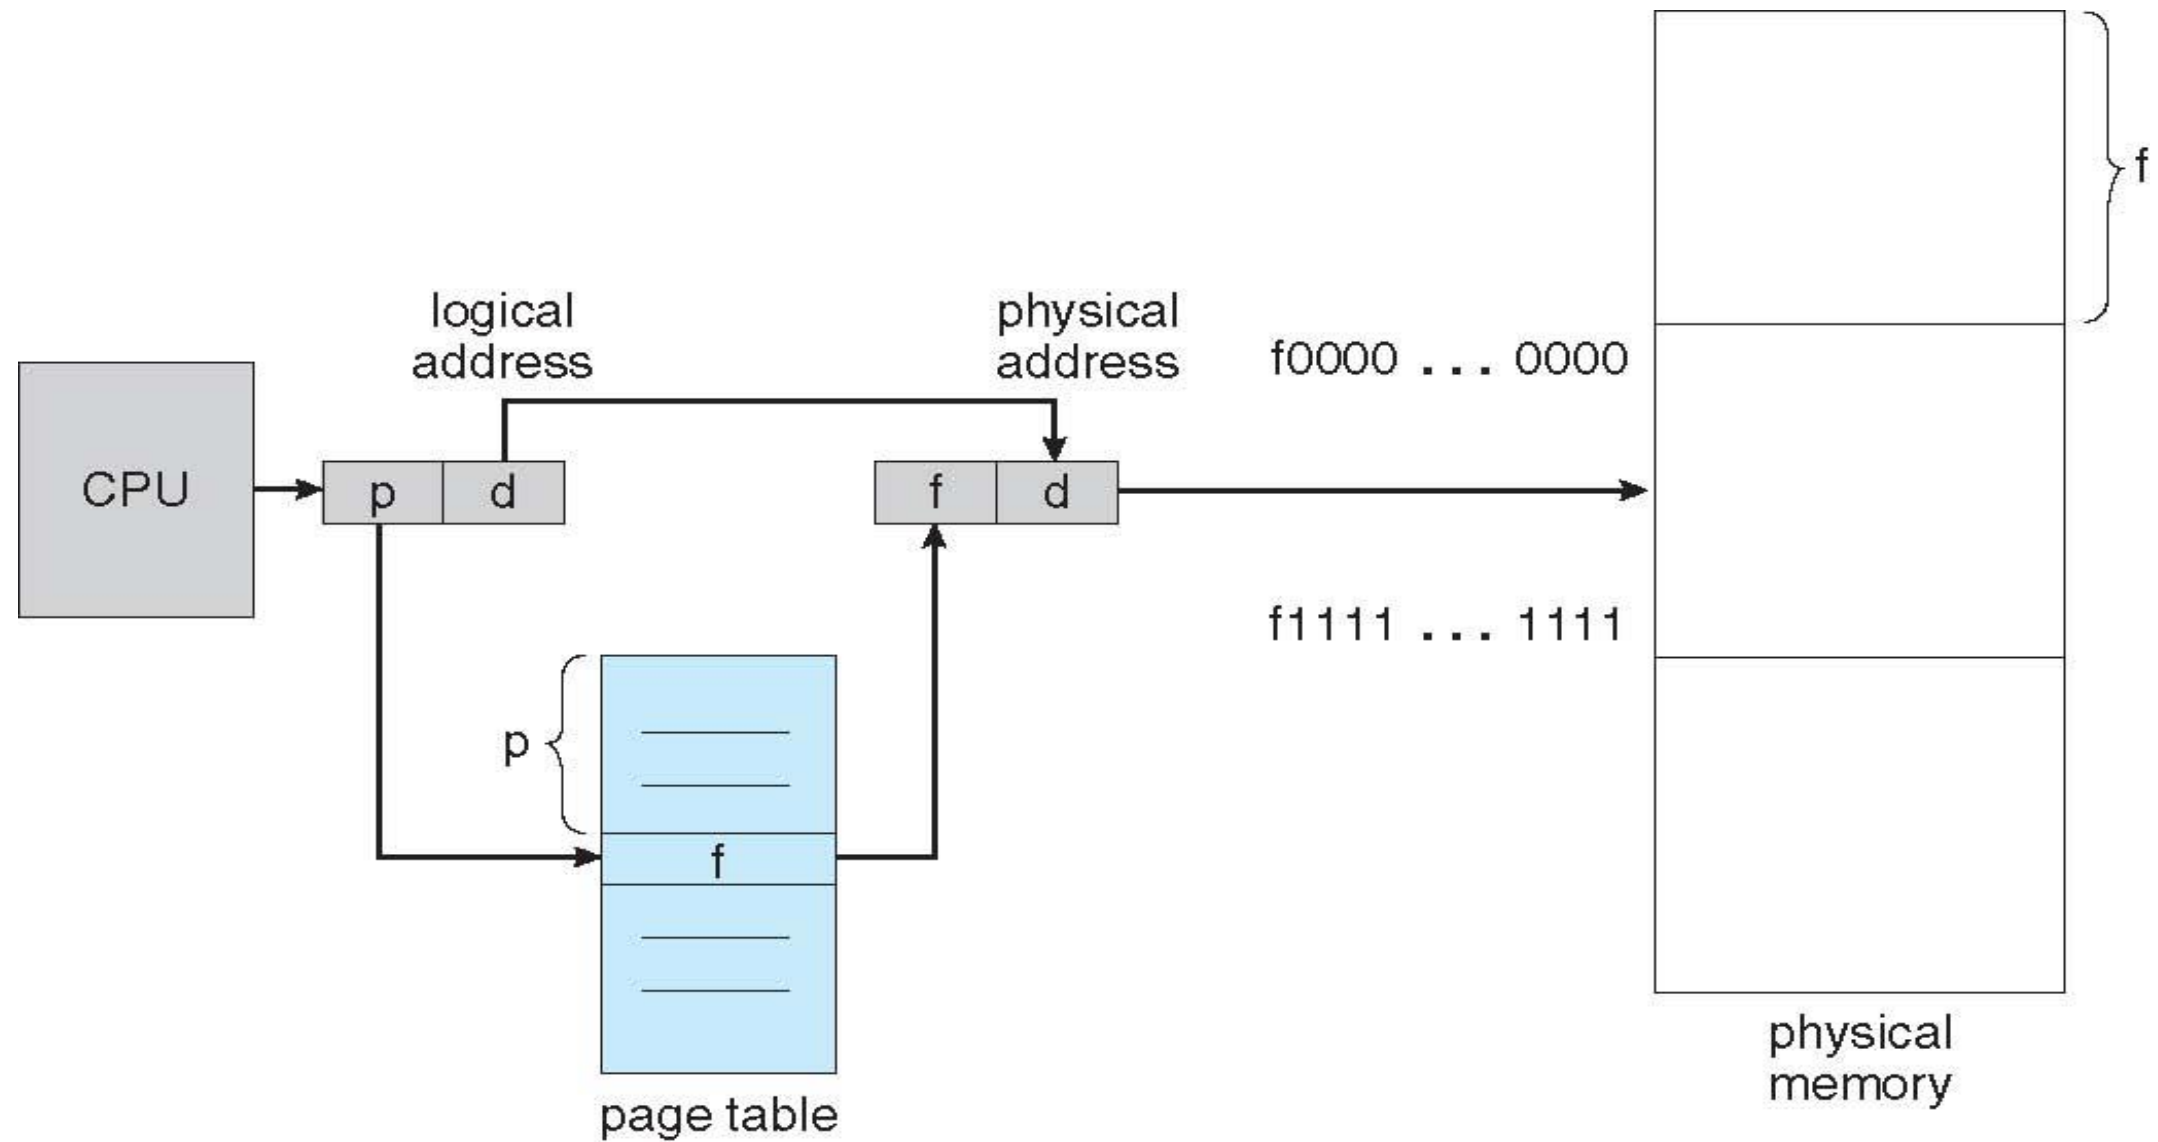 f
logical
address
physical
address
f0000 ... 0000
CPU
p
d
f
d
f1111 ... 1111
p
f
physical
memory
page table